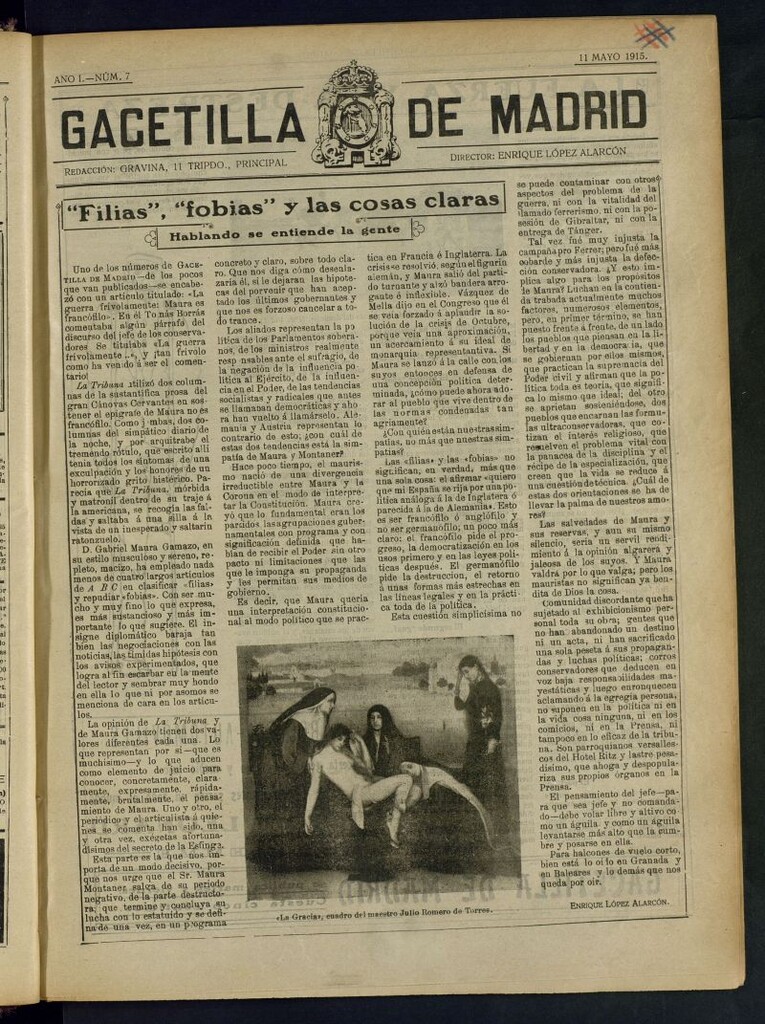 AÑO I.—NÚM. 7
11 MAYO 1915.
GACETILLA DE MADRID
REDACCIÓN: GRAVINA, 11 TRIPDO., PRINCIPAL
DIRECTOR: ENRIQUE LÓPEZ ALARCÓN
"Filias", "fobias" y las cosas claras
Hablando se entiende la gente
Uno de los números de GACE-
TILLA DE MADRID—de los pocos
que van publicados—se encabe-
zó con un artículo titulado: «La
guerra frívolamente: Maura es
francófilo». En él Tomás Borrás
comentaba algún párrafo del
discurso del jefe de los conserva-
dores. Se titulaba «La guerra
frívolamente...», y ¡tan frívolo
como ha venido á ser el comen-
tario!
La Tribuna utilizó dos colum-
nas de la sustantifica prosa del
gran Cánovas Cervantes en sos-
tener el epígrafe de Maura no es
francófilo. Como jambas, dos co-
lumnas del simpático diario de
la noche, y por arquitrabe el
tremendo rótulo, que escrito allí
tenía todos los síntomas de una
exculpación y los honores de un
horrorizado grito histérico. Pa-
recía que La Tribuna, mórbida
y matronil dentro de su traje á
la americana, se recogía las fal-
das y saltaba á una silla á la
vista de un inesperado y saltarín
ratonzuelo.
D. Gabriel Maura Gamazo, en
su estilo musculoso y sereno, re-
pleto, macizo, ha empleado nada
menos de cuatro largos artículos
de A B C en clasificar «filias»
y repudiar «fobias». Con ser mu-
cho y muy fino lo que expresa,
es más sustancioso y más im-
portante lo que sugiere. El in-
signe diplomático baraja tan
bien las negociaciones con las
noticias, las tímidas hipótesis con
los avisos experimentados, que
logra al fin escarbar en la mente
del lector y sembrar muy hondo
en ella lo que ni por asomos se
menciona de cara en los artícu-
los.
La opinión de La Tribuna y
de Maura Gamazo tienen dos va-
lores diferentes cada una. Lo
que representan por sí—que es
muchísimo—y lo que aducen
como elemento de juicio para
conocer, concretamente, clara-
mente, expresamente, rápida-
mente, brutalmente, el pensa-
miento de Maura. Uno y otro, el
periódico y el articulista á quie-
nes se comenta han sido, una
y otra vez, exégetas afortuna-
dísimos del secreto de la Esfinge.
Esta parte es la que nos im-
porta de un modo decisivo, por-
que nos urge que el Sr. Maura
Montaner salga de su período
negativo, de la parte destructo-
ra; que termine y concluya su
lucha con lo estatuído y se defi-
na de una vez, en un programa
concreto y claro, sobre todo cla-
ro. Que nos diga cómo desenla-
zaría él, si le dejaran las hipote-
cas del porvenir que han acep-
tado los últimos gobernantes y
que nos es forzoso cancelar a to-
do trance.
Los aliados representan la po-
lítica de los Parlamentos sobera-
nos, de los ministros realmente
responsables ante el sufragio, de
la negación de la influencia po-
lítica al Ejército, de la influen-
cia en el Poder, de las tendencias
socialistas y radicales que antes
se llamaban democráticas y aho-
ra han vuelto á llamárselo. Ale-
mania y Austria representan lo
contrario de esto; ¿con cuál de
estas dos tendencias está la sim-
patía de Maura y Montaner?
Hace poco tiempo, el mauris-
mo nació de una divergencia
irreductible entre Maura y la
Corona en el modo de interpre-
tar la Constitución. Maura cre-
yó que lo fundamental eran los
partidos, las agrupaciones guber-
namentales con programa y con
significación definida que ha-
bían de recibir el Poder sin otro
pacto ni limitaciones que las
que le imponga su propaganda
y les permitan sus medios de
gobierno.
Es decir, que Maura quería
una interpretación constitucio-
nal al modo político que se prac-
tica en Francia é Inglaterra. La
crisis se resolvió, según el figurín
alemán, y Maura salió del parti-
do turnante y alzó bandera arro-
gante é inflexible. Vázquez de
Mella dijo en el Congreso que él
se veía forzado á aplaudir la so-
lución de la crisis de Octubre,
porque veía una aproximación,
un acercamiento á su ideal de
monarquía representativa. Si
Maura se lanzó á la calle con los
suyos entonces en defensa de
una concepción política deter-
minada, ¿cómo puede ahora ado-
rar al pueblo que vive dentro de
las normas condenadas tan
agriamente?
¿Con quién están nuestras sim-
patías, no más que nuestras sim-
patías?
Las «filias» y las «fobias» no
significan, en verdad, más que
una sola cosa: el afirmar «quiero
que mi España se rija por una po-
lítica análoga á la de Inglaterra ó
parecida á la de Alemania». Esto
es ser francófilo ó anglófilo y
no ser germanófilo; un poco más
claro: el francófilo pide el pro-
greso, la democratización en los
usos primero y en las leyes polí-
ticas después. El germanófilo
pide la destrucción, el retorno
á unas formas más estrechas en
las líneas legales y en la prácti-
ca toda de la política.
Esta cuestión simplicísima no
se puede contaminar con otros
aspectos del problema de la
guerra, ni con la vitalidad del
llamado ferrerismo, ni con la po-
sesión de Gibraltar, ni con la
entrega de Tánger.
Tal vez fué muy injusta la
campaña pro Ferrer; pero fué más
cobarde y más injusta la defec-
ción conservadora. ¿Y esto im-
plica algo para los propósitos
de Maura? Luchan en la contien-
da trabada actualmente muchos
factores, numerosos elementos,
pero, en primer término, se han
puesto frente á frente, de un lado
los pueblos que piensan en la li-
bertad y en la democracia, que
se gobiernan por ellos mismos,
que practican la supremacía del
Poder civil y afirman que la po-
lítica toda es teoría, que signifi-
ca lo mismo que ideal; del otro
se aprietan sosteniéndose, dos
pueblos que encarnan las fórmu-
las ultraconservadoras, que co-
tizan el interés religioso, que
resuelven el problema vital con
la panacea de la disciplina y el
récipe de la especialización, que
creen que la vida se reduce á
una cuestión de técnica. ¿Cuál de
estas dos orientaciones se ha de
llevar la palma de nuestros amo-
res?
Las salvedades de Maura y
sus reservas, y aun su mismo
silencio, sería un servil rendi-
miento á la opinión algarera y
jaleosa de los suyos. Y Maura
valdrá por lo que valga; pero los
mauristas no significan ya ben-
dita de Dios la cosa.
Comunidad discordante que ha
sujetado al exhibicionismo perso-
nal toda su obra; gentes que
no han abandonado un destino
ni un acta, ni han sacrificado
una sola peseta á sus propagan-
das y luchas políticas; corros
conservadores que deducen en
voz baja responsabilidades ma-
yestáticas y luego enronquecen
aclamando á la egregia persona,
no suponen en la política ni en
la vida cosa ninguna, ni en los
comicios, ni en la Prensa, ni
tampoco en lo eficaz de la tribu-
na. Son parroquianos versalles-
cos del Hotel Ritz y lastre pesa-
dísimo, que ahoga y despopula-
riza sus propios órganos en la
Prensa.
El pensamiento del jefe—pa-
ra que sea jefe y no comanda-
do—debe volar libre y altivo co-
mo un águila, y como un águila
levantarse más alto que la cum-
bre y posarse en ella.
Para halcones de vuelo corto,
bien está lo oído en Granada y
en Baleares y lo demás que nos
queda por oir.
ENRIQUE LÓPEZ ALARCÓN.
«La Gracia», cuadro del maestro Julio Romero de Torres.